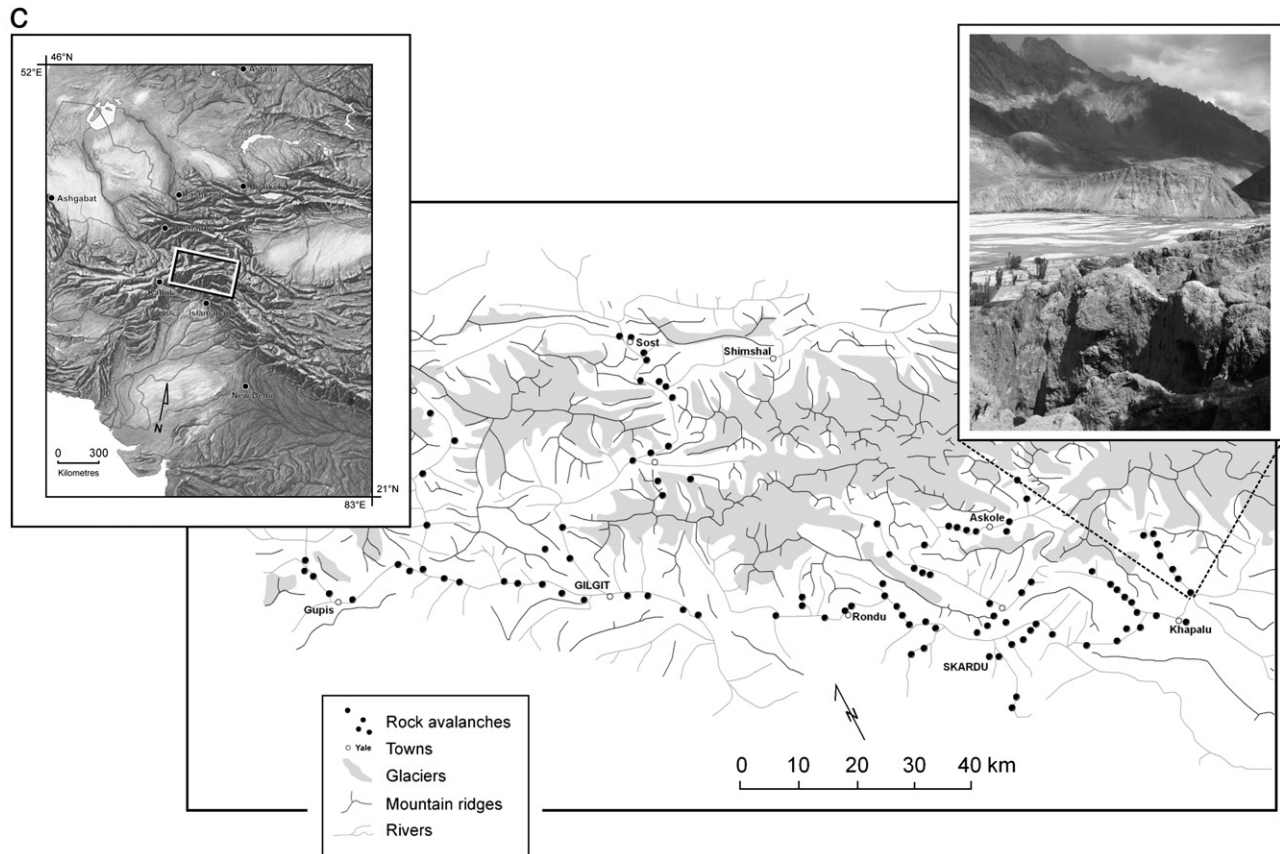 C
46°N
52°E
Astana
Ashgabat
New Delhi
N
0 300
Kilometres
21°N
83°E
Sost
Shimshal
Askole
GILGIT
Gupis
Rondu
Khapalu
SKARDU
N
0 10 20 30 40 km
Rock avalanches
Yale Towns
Glaciers
Mountain ridges
Rivers